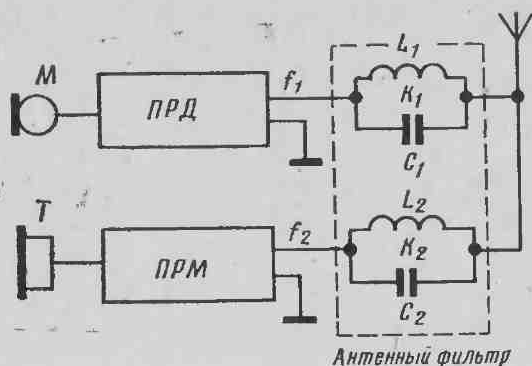 L₁
М
f₁
K₁
ПРД
C₁
L₂
Т
f₂
K₂
ПРМ
C₂
Антенный фильтр